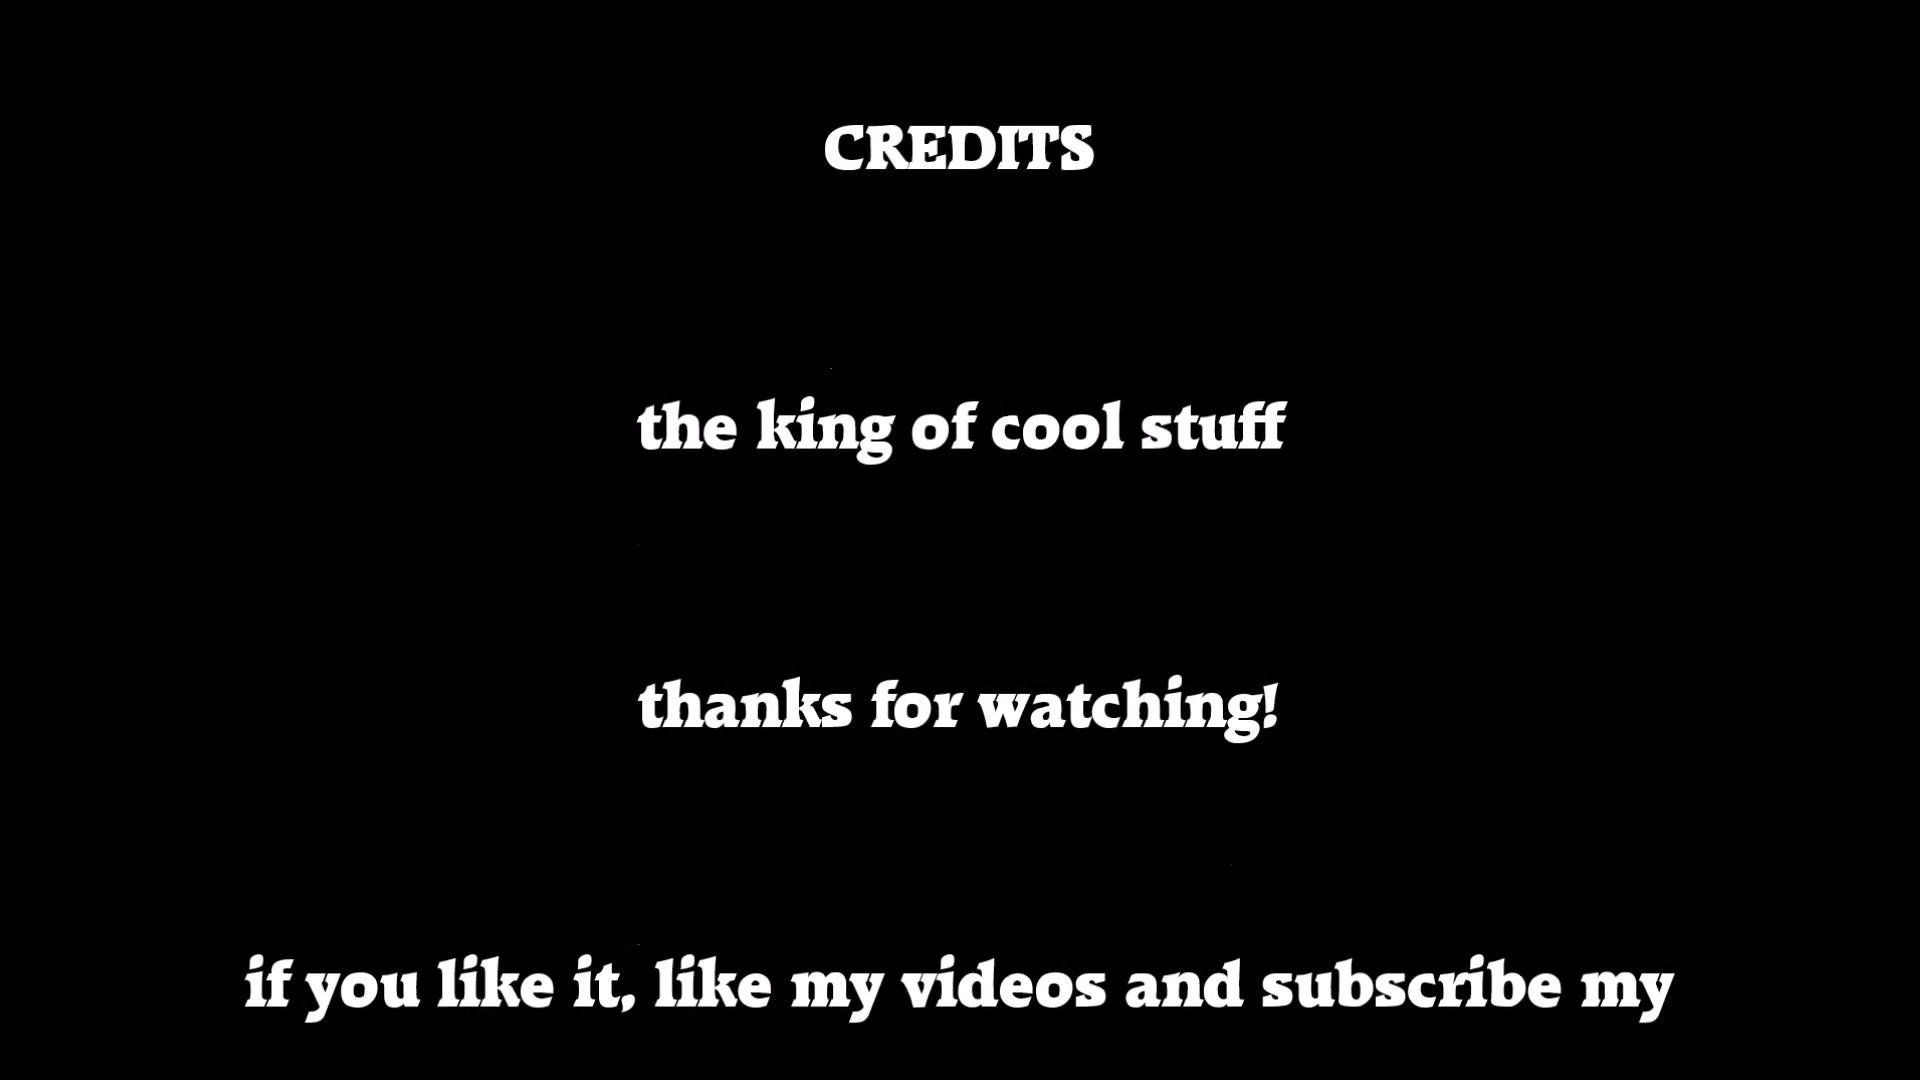 CREDITS
the king of cool stuff
thanks for watching!
if you like it, like my videos and subscribe my